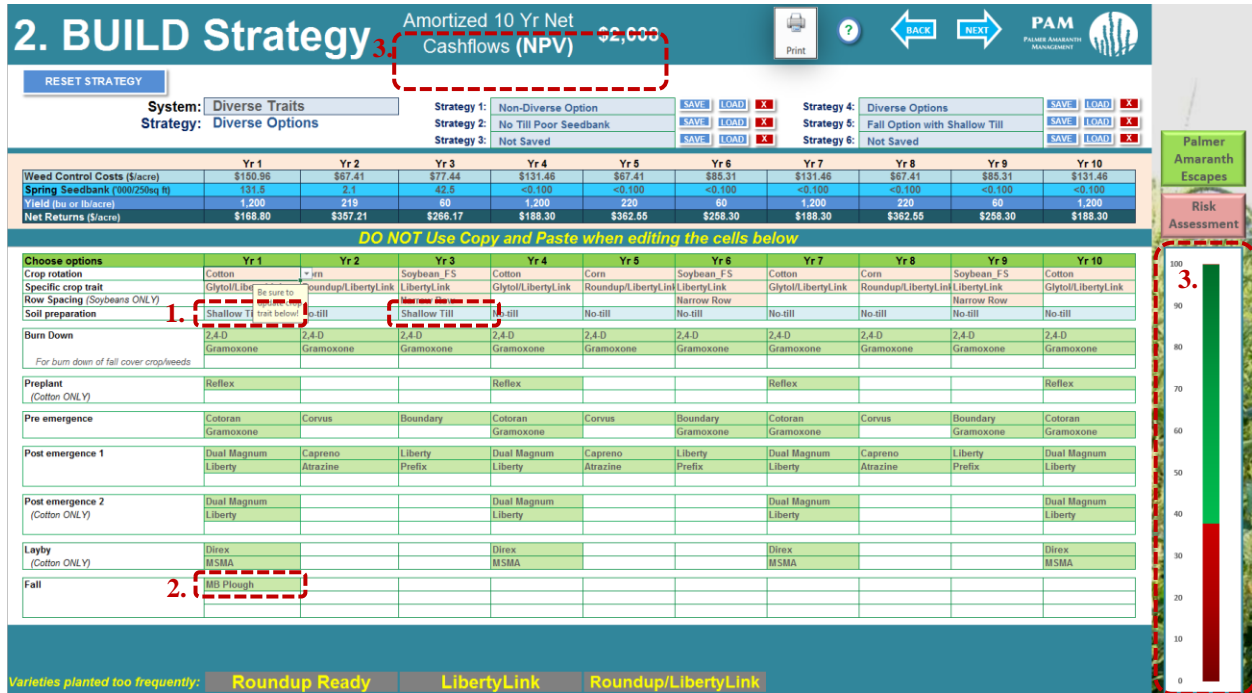 2. BUILD Strategy
3.
Amortized 10 Yr Net
Cashflows (NPV)
$2,000
Print
?
BACK
NEXT
PAM
PALMER AMARANTH
MANAGEMENT
RESET STRATEGY
System: Diverse Traits
Strategy: Diverse Options
Strategy 1: Non-Diverse Option SAVE LOAD X
Strategy 2: No Till Poor Seedbank SAVE LOAD X
Strategy 3: Not Saved SAVE LOAD X
Strategy 4: Diverse Options SAVE LOAD X
Strategy 5: Fall Option with Shallow Till SAVE LOAD X
Strategy 6: Not Saved SAVE LOAD X
Palmer
Amaranth
Escapes
Risk
Assessment
Yr 1 Yr 2 Yr 3 Yr 4 Yr 5 Yr 6 Yr 7 Yr 8 Yr 9 Yr 10
Weed Control Costs ($/acre) $150.96 $67.41 $77.44 $131.46 $67.41 $85.31 $131.46 $67.41 $85.31 $131.46
Spring Seedbank ('000/250sq ft) 131.5 2.1 42.5 <0.100 <0.100 <0.100 <0.100 <0.100 <0.100 <0.100
Yield (bu or lb/acre) 1,200 219 60 1,200 220 60 1,200 220 60 1,200
Net Returns ($/acre) $168.80 $357.21 $266.17 $188.30 $362.55 $258.30 $188.30 $362.55 $258.30 $188.30
DO NOT Use Copy and Paste when editing the cells below
Choose options Yr 1 Yr 2 Yr 3 Yr 4 Yr 5 Yr 6 Yr 7 Yr 8 Yr 9 Yr 10
Crop rotation Cotton Soybean_FS Cotton Corn Soybean_FS Cotton Corn Soybean_FS Cotton
Specific crop trait LibertyLink Glytol/LibertyLink Roundup/LibertyLink LibertyLink Glytol/LibertyLink Roundup/LibertyLink LibertyLink Glytol/LibertyLink
Be sure to
update crop
trait below!
Row Spacing (Soybeans ONLY) Narrow Row Narrow Row Narrow Row
1.
Soil preparation Shallow No-till Shallow Till No-till No-till No-till No-till No-till No-till No-till
Burn Down 2,4-D 2,4-D 2,4-D 2,4-D 2,4-D 2,4-D 2,4-D 2,4-D 2,4-D 2,4-D
Gramoxone Gramoxone Gramoxone Gramoxone Gramoxone Gramoxone Gramoxone Gramoxone Gramoxone Gramoxone
For burn down of fall cover crop/weeds
Preplant Reflex Reflex Reflex Reflex
(Cotton ONLY)
Pre emergence Cotoran Corvus Boundary Cotoran Corvus Boundary Cotoran Corvus Boundary Cotoran
Gramoxone Gramoxone Gramoxone Gramoxone Gramoxone Gramoxone
Post emergence 1 Dual Magnum Capreno Liberty Dual Magnum Capreno Liberty Dual Magnum Capreno Liberty Dual Magnum
Liberty Atrazine Prefix Liberty Atrazine Prefix Liberty Atrazine Prefix Liberty
Post emergence 2 Dual Magnum Dual Magnum Dual Magnum Dual Magnum
(Cotton ONLY) Liberty Liberty Liberty Liberty
Layby Direx Direx Direx Direx
(Cotton ONLY) MSMA MSMA MSMA MSMA
2.
Fall MB Plough
Varieties planted too frequently: Roundup Ready LibertyLink Roundup/LibertyLink
3.
100
90
80
70
60
50
40
30
20
10
0